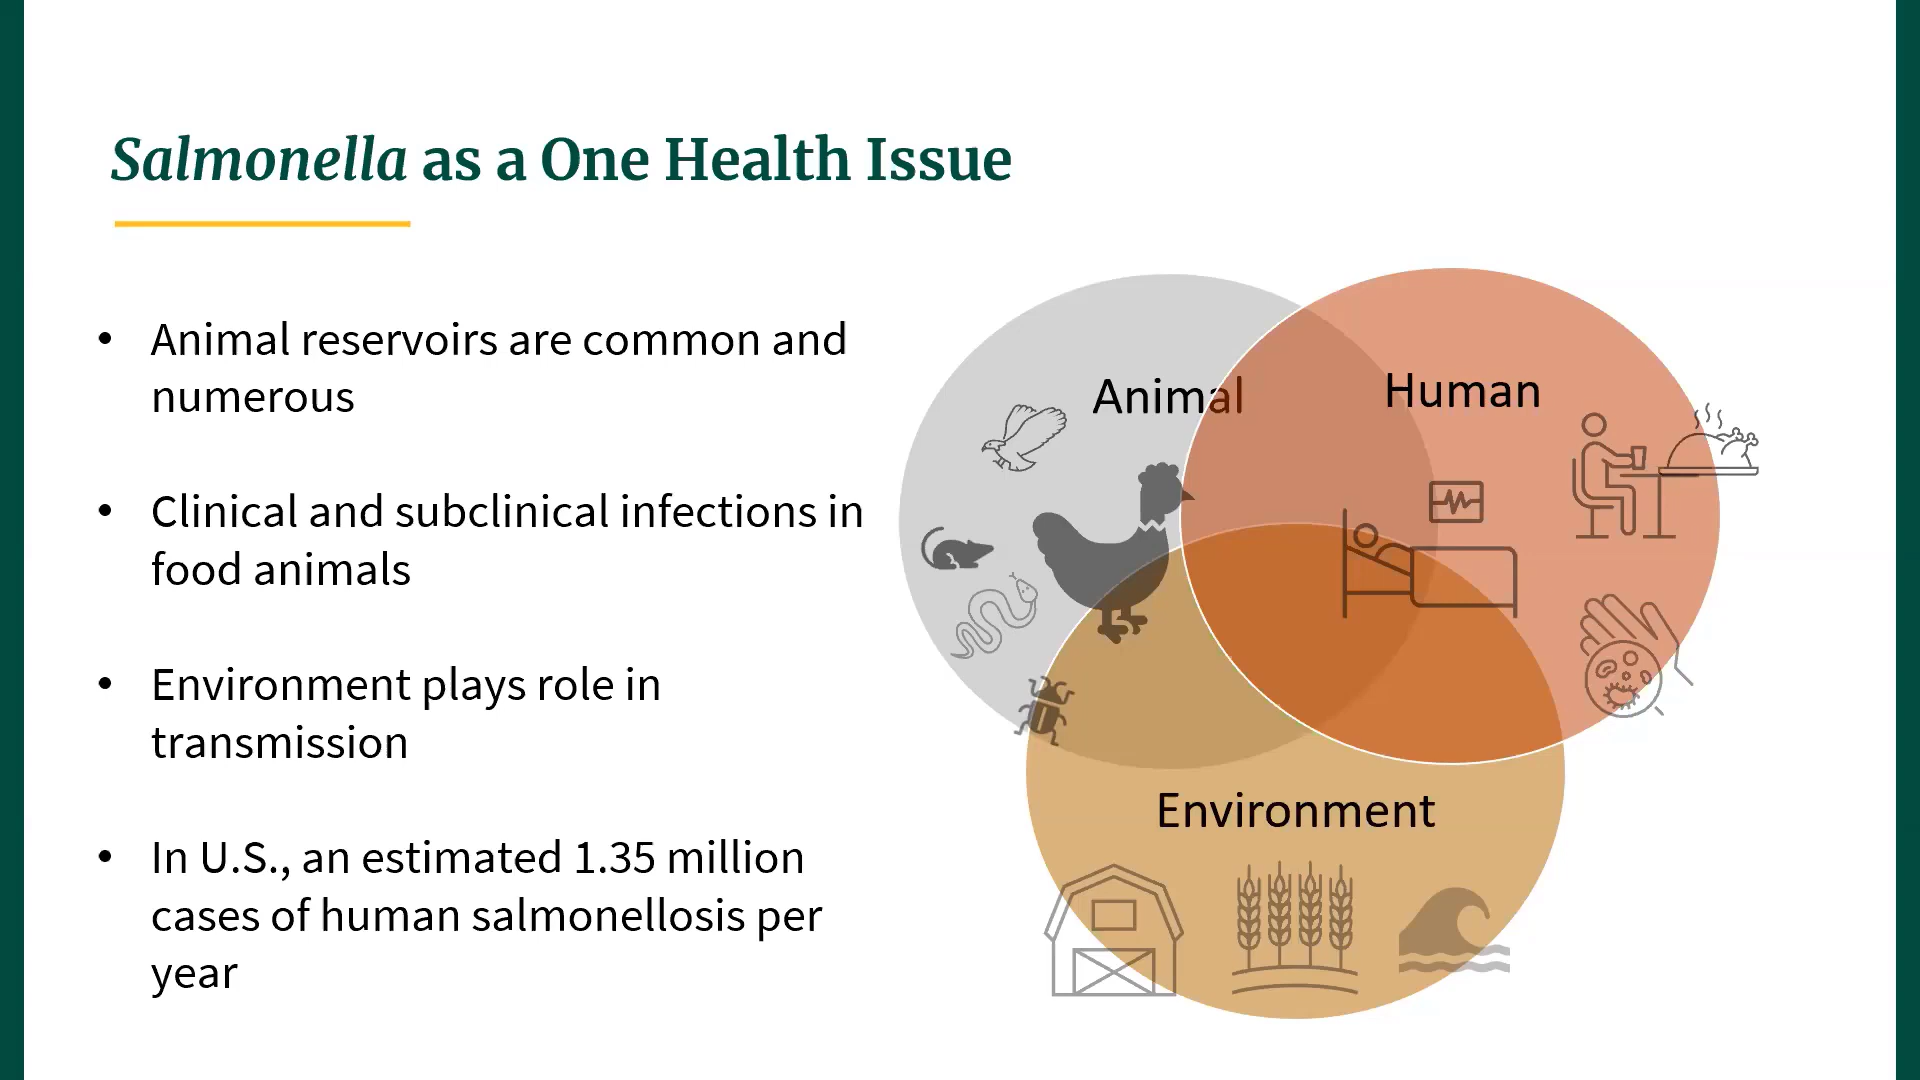 Salmonella as a One Health Issue
• Animal reservoirs are common and
numerous
• Clinical and subclinical infections in
food animals
• Environment plays role in
transmission
• In U.S., an estimated 1.35 million
cases of human salmonellosis per
year
Animal
Human
Environment